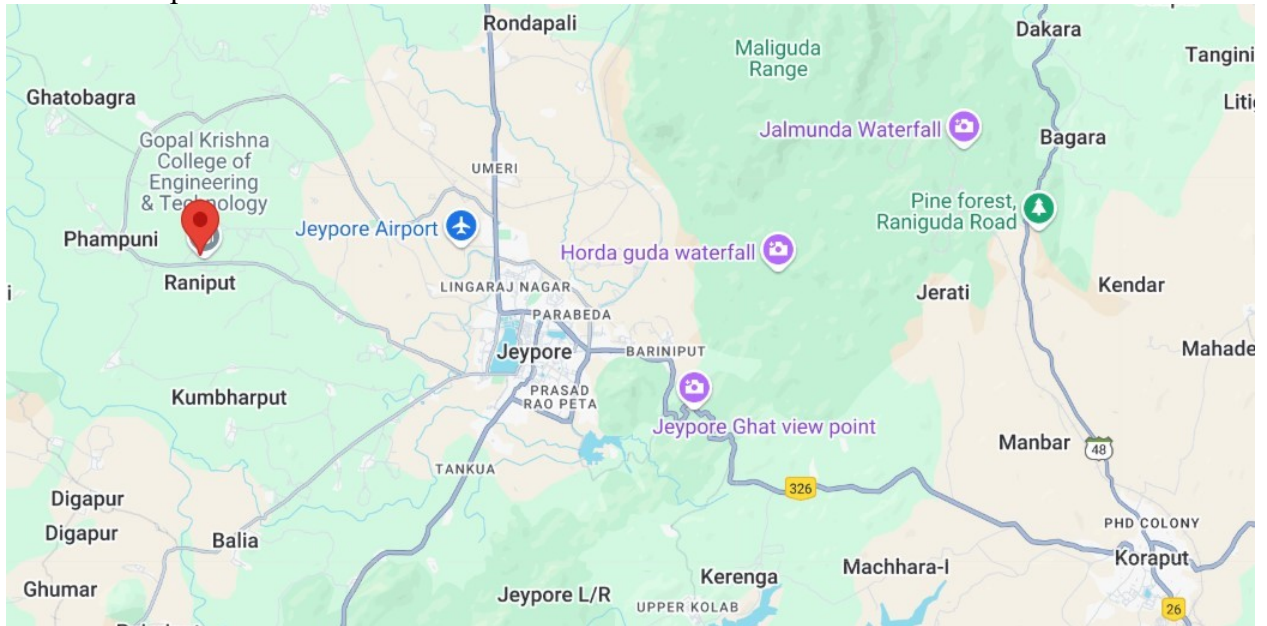 Rondapali
Dakara
Maliguda
Range
Tangini
Ghatobagra
Gopal Krishna
College of
Engineering
& Technology
Jalmunda Waterfall
Bagara
UMERI
Pine forest,
Raniguda Road
Phampuni
Jeypore Airport
Horda guda waterfall
Raniput
LINGARAJ NAGAR
Jerati
Kendar
PARABEDA
Jeypore
BARINIPUT
Mahade
Kumbharput
PRASAD
RAO PETA
Jeypore Ghat view point
Manbar
48
TANKUA
326
Digapur
Digapur
Balia
PHD COLONY
Koraput
Ghumar
Jeypore L/R
Kerenga
Machhara-I
UPPER KOLAB
26